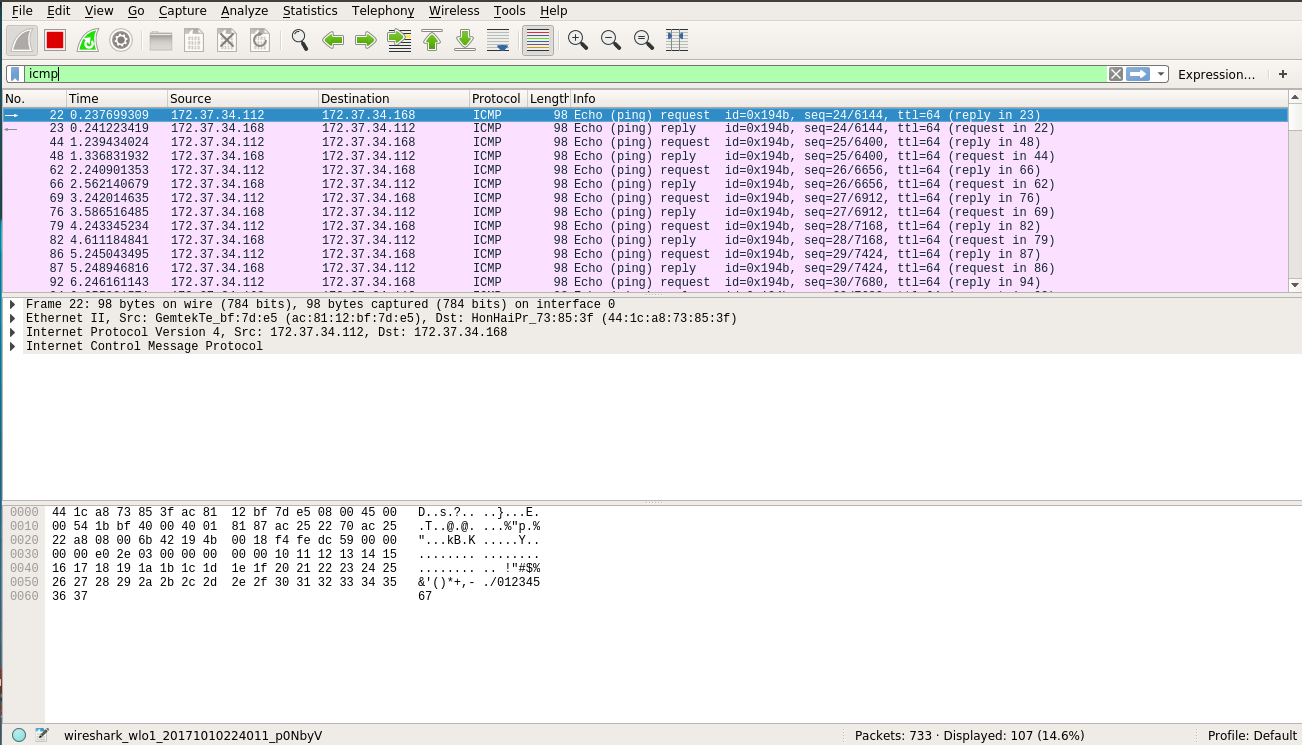 File Edit View Go Capture Analyze Statistics Telephony Wireless Tools Help
icmp Expression... +
No. Time Source Destination Protocol Length Info
22 0.237699309 172.37.34.112 172.37.34.168 ICMP 98 Echo (ping) request id=0x194b, seq=24/6144, ttl=64 (reply in 23)
23 0.241223419 172.37.34.168 172.37.34.112 ICMP 98 Echo (ping) reply id=0x194b, seq=24/6144, ttl=64 (request in 22)
44 1.239434024 172.37.34.112 172.37.34.168 ICMP 98 Echo (ping) request id=0x194b, seq=25/6400, ttl=64 (reply in 48)
48 1.336831932 172.37.34.168 172.37.34.112 ICMP 98 Echo (ping) reply id=0x194b, seq=25/6400, ttl=64 (request in 44)
62 2.240901353 172.37.34.112 172.37.34.168 ICMP 98 Echo (ping) request id=0x194b, seq=26/6656, ttl=64 (reply in 66)
66 2.562140679 172.37.34.168 172.37.34.112 ICMP 98 Echo (ping) reply id=0x194b, seq=26/6656, ttl=64 (request in 62)
69 3.242014635 172.37.34.112 172.37.34.168 ICMP 98 Echo (ping) request id=0x194b, seq=27/6912, ttl=64 (reply in 76)
76 3.586516485 172.37.34.168 172.37.34.112 ICMP 98 Echo (ping) reply id=0x194b, seq=27/6912, ttl=64 (request in 69)
79 4.243345234 172.37.34.112 172.37.34.168 ICMP 98 Echo (ping) request id=0x194b, seq=28/7168, ttl=64 (reply in 82)
82 4.611184841 172.37.34.168 172.37.34.112 ICMP 98 Echo (ping) reply id=0x194b, seq=28/7168, ttl=64 (request in 79)
86 5.245043495 172.37.34.112 172.37.34.168 ICMP 98 Echo (ping) request id=0x194b, seq=29/7424, ttl=64 (reply in 87)
87 5.248946816 172.37.34.168 172.37.34.112 ICMP 98 Echo (ping) reply id=0x194b, seq=29/7424, ttl=64 (request in 86)
92 6.246161143 172.37.34.112 172.37.34.168 ICMP 98 Echo (ping) request id=0x194b, seq=30/7680, ttl=64 (reply in 94)
Frame 22: 98 bytes on wire (784 bits), 98 bytes captured (784 bits) on interface 0
Ethernet II, Src: GemtekTe_bf:7d:e5 (ac:81:12:bf:7d:e5), Dst: HonHaiPr_73:85:3f (44:1c:a8:73:85:3f)
Internet Protocol Version 4, Src: 172.37.34.112, Dst: 172.37.34.168
Internet Control Message Protocol
0000 44 1c a8 73 85 3f ac 81 12 bf 7d e5 08 00 45 00 D..s.?.. ..}...E.
0010 00 54 1b bf 40 00 40 01 81 87 ac 25 22 70 ac 25 .T..@.@. ...%"p.%
0020 22 a8 08 00 6b 42 19 4b 00 18 f4 fe dc 59 00 00 "...kB.K .....Y..
0030 00 00 e0 2e 03 00 00 00 00 00 10 11 12 13 14 15 ........ ........
0040 16 17 18 19 1a 1b 1c 1d 1e 1f 20 21 22 23 24 25 ........ .. !"#$%
0050 26 27 28 29 2a 2b 2c 2d 2e 2f 30 31 32 33 34 35 &'()*+,- ./012345
0060 36 37 67
wireshark_wlo1_20171010224011_p0NbyV Packets: 733 · Displayed: 107 (14.6%) Profile: Default